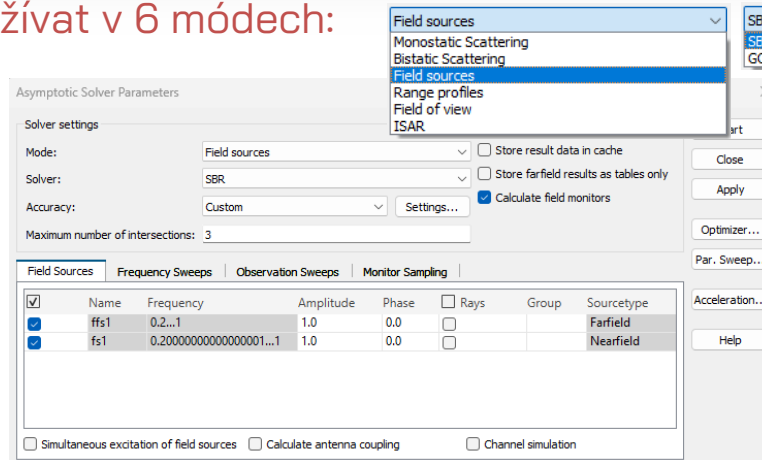 žívat v 6 módech:
Field sources
Monostatic Scattering
Bistatic Scattering
Field sources
Range profiles
Field of view
ISAR
Asymptotic Solver Parameters
Solver settings
Mode: Field sources Store result data in cache
Solver: SBR Store farfield results as tables only
Accuracy: Custom Settings... Calculate field monitors
Maximum number of intersections: 3
Close
Apply
Optimizer...
Par. Sweep...
Acceleration...
Help
Field Sources Frequency Sweeps Observation Sweeps Monitor Sampling
Name Frequency Amplitude Phase Rays Group Sourcetype
ffs1 0.2...1 1.0 0.0 Farfield
fs1 0.20000000000000001...1 1.0 0.0 Nearfield
Simultaneous excitation of field sources Calculate antenna coupling Channel simulation